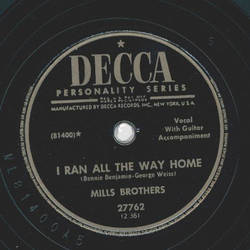 DECCA
PERSONALITY SERIES
MANUFACTURED BY DECCA RECORDS, INC., NEW YORK, U.S.A.
(81400)*
Vocal
With Guitar
Accompaniment
I RAN ALL THE WAY HOME
(Bennie Benjamin-George Weiss)
MILLS BROTHERS
27762